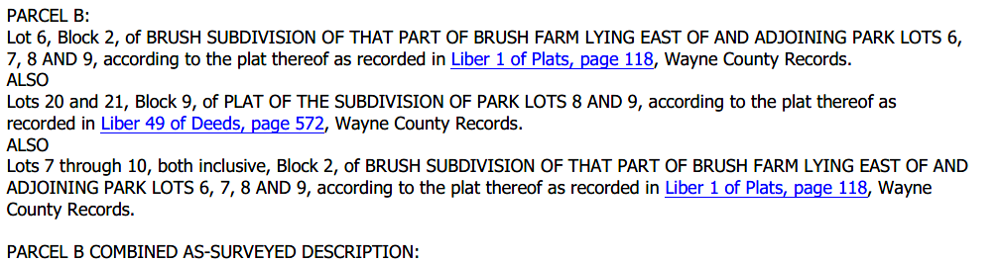 PARCEL B:
Lot 6, Block 2, of BRUSH SUBDIVISION OF THAT PART OF BRUSH FARM LYING EAST OF AND ADJOINING PARK LOTS 6,
7, 8 AND 9, according to the plat thereof as recorded in Liber 1 of Plats, page 118, Wayne County Records.
ALSO
Lots 20 and 21, Block 9, of PLAT OF THE SUBDIVISION OF PARK LOTS 8 AND 9, according to the plat thereof as
recorded in Liber 49 of Deeds, page 572, Wayne County Records.
ALSO
Lots 7 through 10, both inclusive, Block 2, of BRUSH SUBDIVISION OF THAT PART OF BRUSH FARM LYING EAST OF AND
ADJOINING PARK LOTS 6, 7, 8 AND 9, according to the plat thereof as recorded in Liber 1 of Plats, page 118, Wayne
County Records.
PARCEL B COMBINED AS-SURVEYED DESCRIPTION: